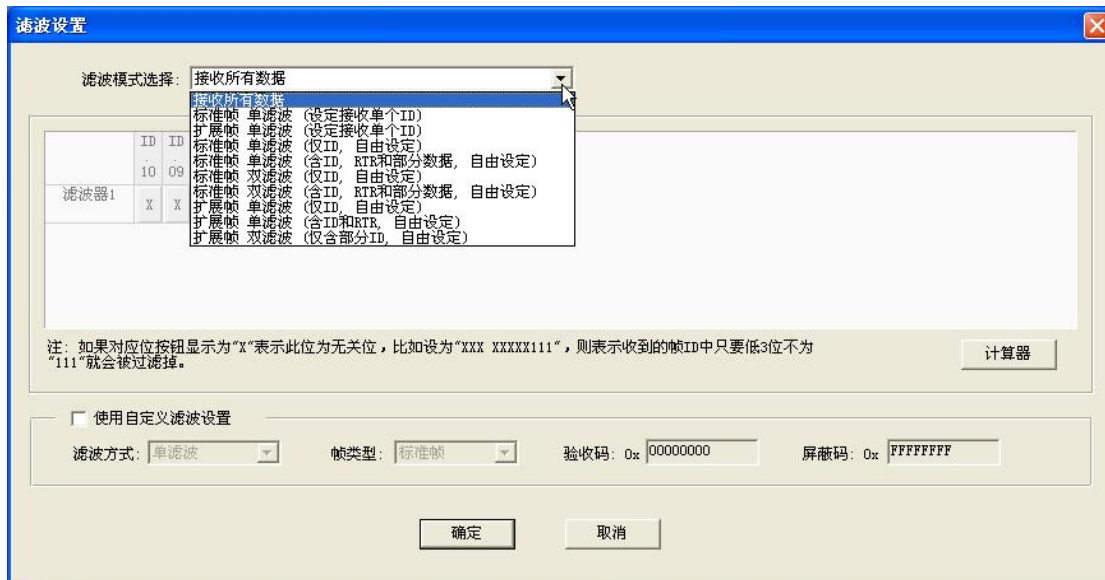 滤波设置
滤波模式选择: 接收所有数据
接收所有数据
标准帧 单滤波 (设定接收单个ID)
扩展帧 单滤波 (设定接收单个ID)
标准帧 单滤波 (仅ID, 自由设定)
标准帧 单滤波 (含ID, RTR和部分数据, 自由设定)
标准帧 双滤波 (仅ID, 自由设定)
标准帧 双滤波 (含ID, RTR和部分数据, 自由设定)
扩展帧 单滤波 (仅ID, 自由设定)
扩展帧 单滤波 (含ID和RTR, 自由设定)
扩展帧 双滤波 (仅含部分ID, 自由设定)
ID ID
. .
10 09
滤波器1 X X
注: 如果对应位按钮显示为"X"表示此位为无关位，比如设为"XXX XXXXX111"，则表示收到的帧ID中只要低3位不为
"111"就会被过滤掉。
计算器
使用自定义滤波设置
滤波方式: 单滤波 帧类型: 标准帧 验收码: 0x 00000000 屏蔽码: 0x FFFFFFFF
确定 取消